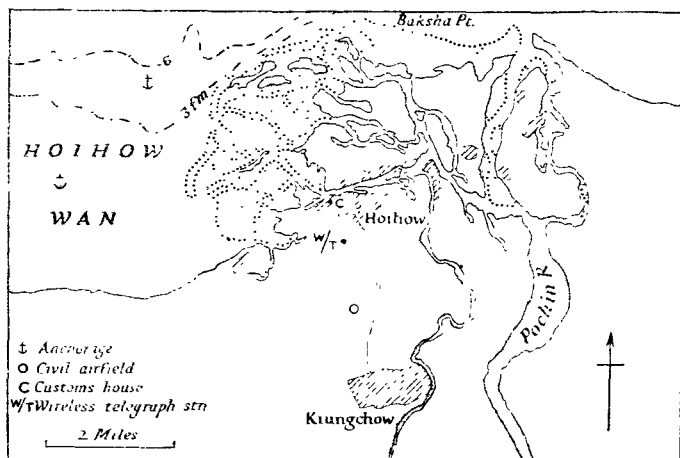 Baksha Pt.
6
3 fm
HOIHOW
WAN
C
Hoihow
W/T
Pochin R
Anchorage
O Civil airfield
C Customs house
W/T Wireless telegraph stn
Kiungchow
2 Miles